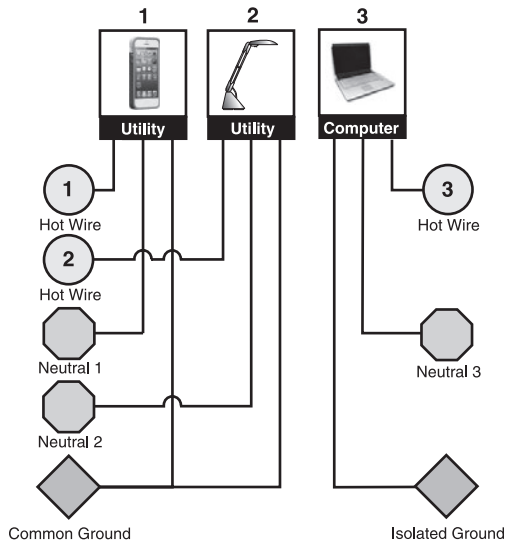 1 2 3
Utility Utility Computer
1 3
Hot Wire Hot Wire
2
Hot Wire
Neutral 1 Neutral 3
Neutral 2
Common Ground Isolated Ground